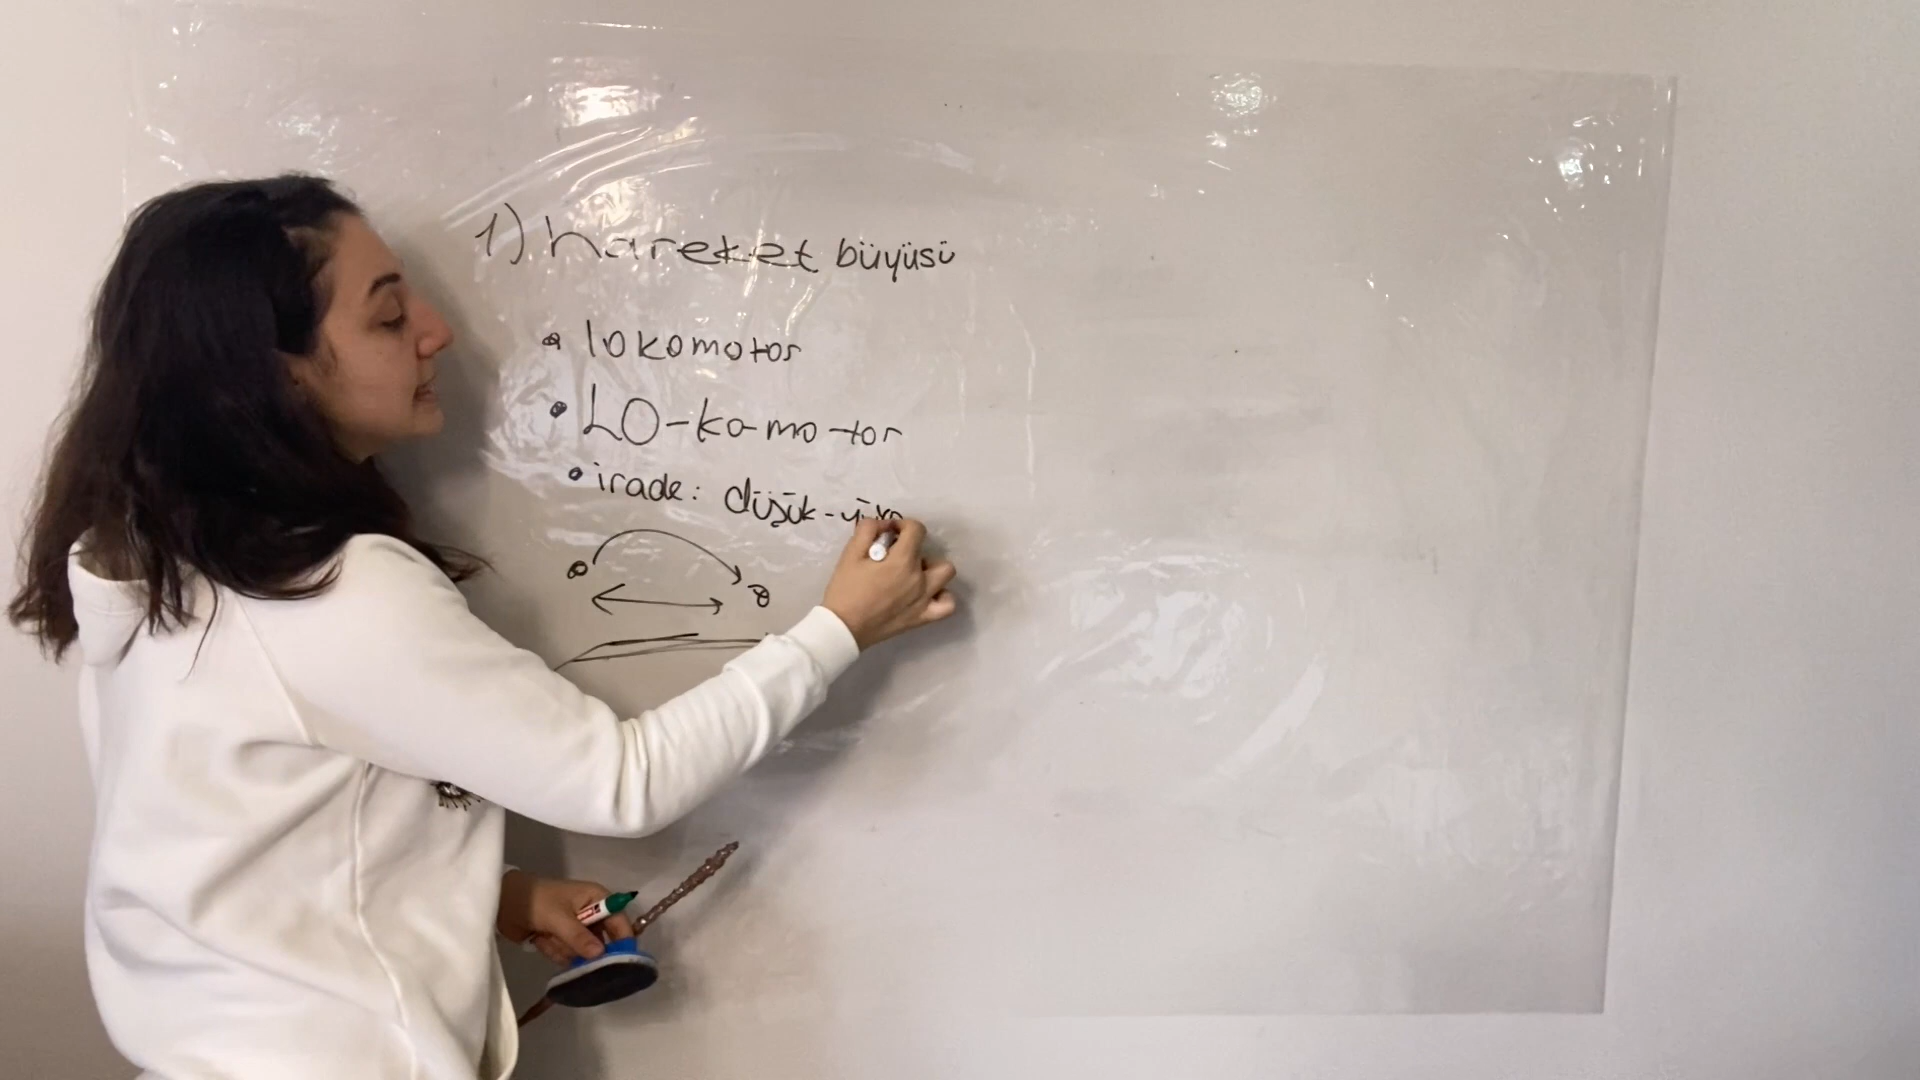 1) hareket büyüsü
• lokomotor
• LO-ko-mo-tor
• irade: düşük-